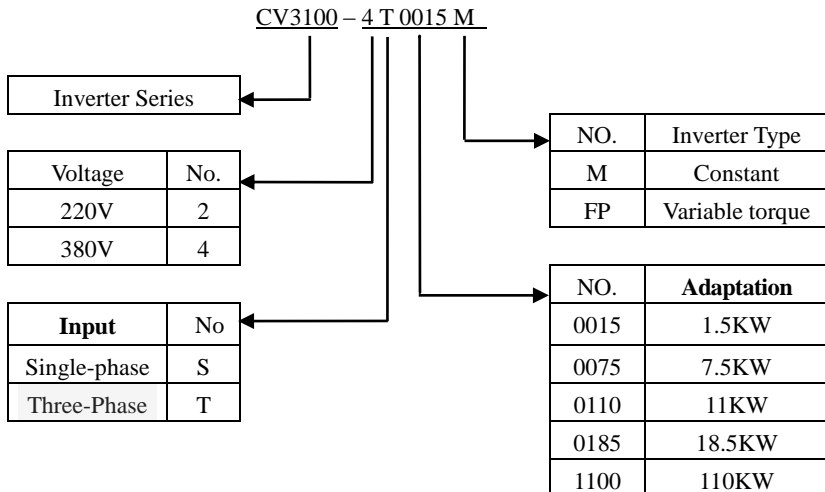 CV3100 – 4 T 0015 M
Inverter Series
Voltage No.
220V 2
380V 4
Input No
Single-phase S
Three-Phase T
NO. Inverter Type
M Constant
FP Variable torque
NO. Adaptation
0015 1.5KW
0075 7.5KW
0110 11KW
0185 18.5KW
1100 110KW